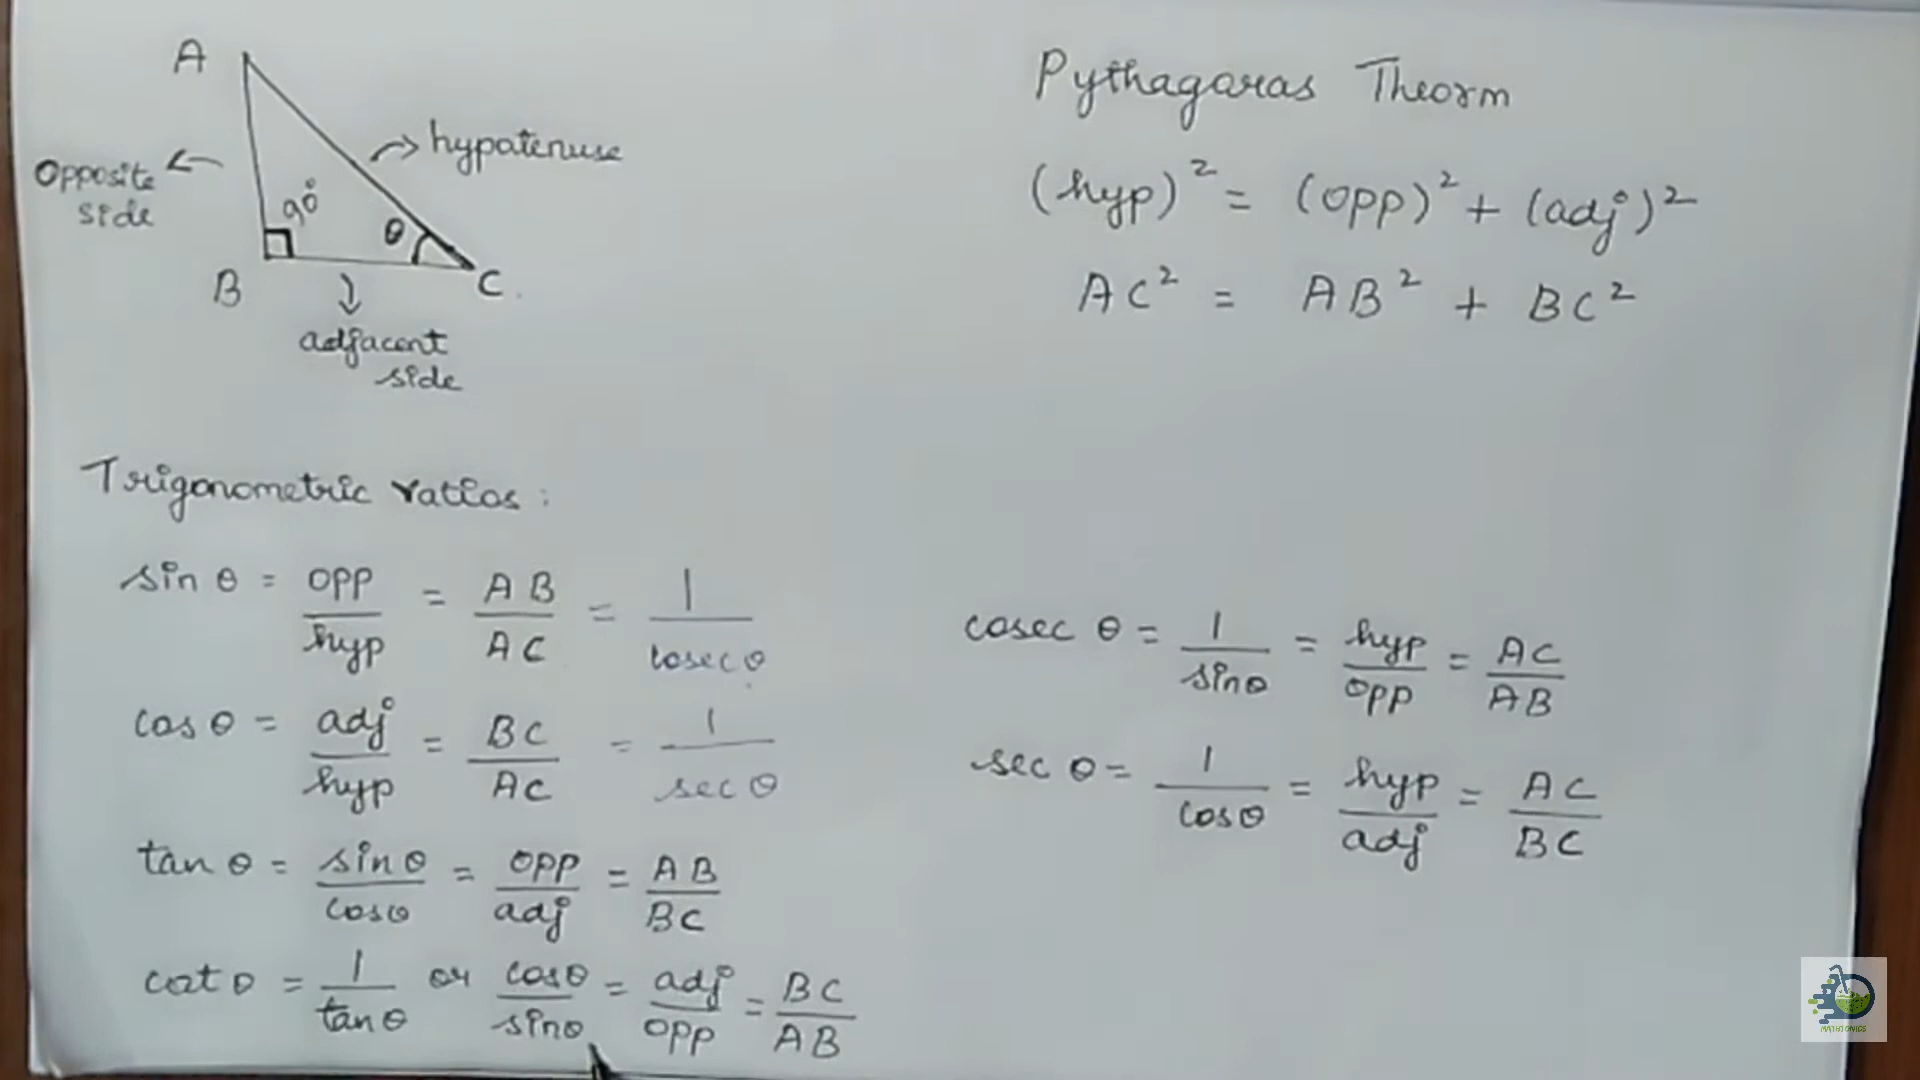 A
hypotenuse
Opposite
side
90°
θ
B
C
adjacent
side
Pythagoras Theorm
(hyp)² = (opp)² + (adj)²
AC² = AB² + BC²
Trigonometric ratios :
sin θ = opp/hyp = AB/AC = 1/cosec θ
cos θ = adj/hyp = BC/AC = 1/sec θ
tan θ = sin θ/cos θ = opp/adj = AB/BC
cot θ = 1/tan θ or cos θ/sin θ = adj/opp = BC/AB
cosec θ = 1/sin θ = hyp/opp = AC/AB
sec θ = 1/cos θ = hyp/adj = AC/BC
MATHTONICS